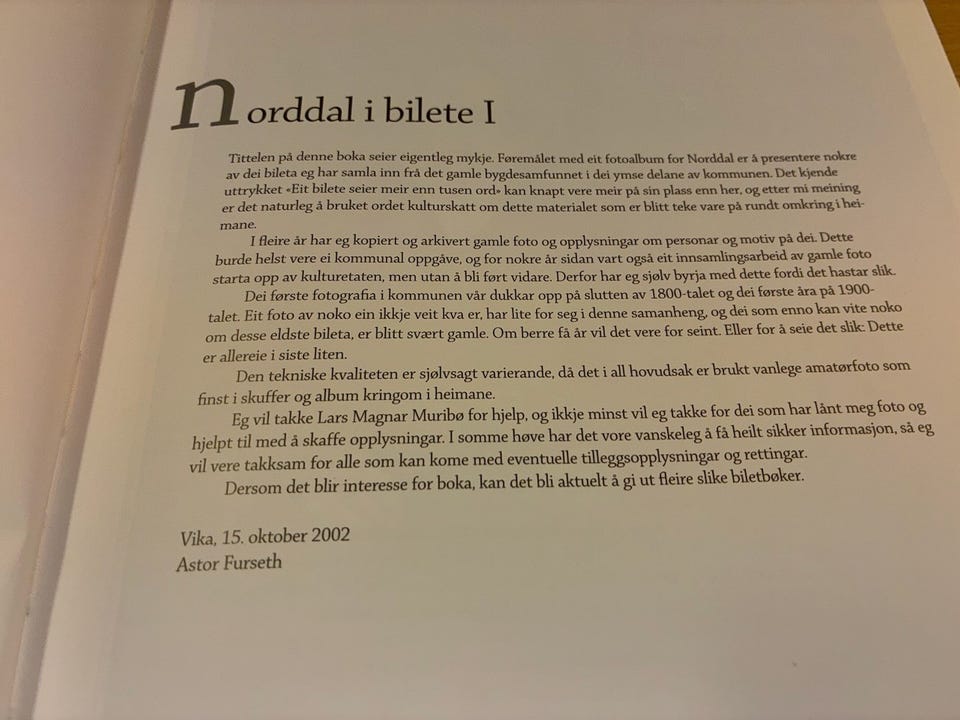 norddal i bilete I
Tittelen på denne boka seier eigentleg mykje. Føremålet med eit fotoalbum for Norddal er å presentere nokre
av dei bileta eg har samla inn frå det gamle bygdesamfunnet i dei ymse delane av kommunen. Det kjende
uttrykket «Eit bilete seier meir enn tusen ord» kan knapt vere meir på sin plass enn her, og etter mi meining
er det naturleg å bruket ordet kulturskatt om dette materialet som er blitt teke vare på rundt omkring i hei-
mane.
I fleire år har eg kopiert og arkivert gamle foto og opplysningar om personar og motiv på dei. Dette
burde helst vere ei kommunal oppgåve, og for nokre år sidan vart også eit innsamlingsarbeid av gamle foto
starta opp av kulturetaten, men utan å bli ført vidare. Derfor har eg sjølv byrja med dette fordi det hastar slik.
Dei første fotografia i kommunen vår dukkar opp på slutten av 1800-talet og dei første åra på 1900-
talet. Eit foto av noko ein ikkje veit kva er, har lite for seg i denne samanheng, og dei som enno kan vite noko
om desse eldste bileta, er blitt svært gamle. Om berre få år vil det vere for seint. Eller for å seie det slik: Dette
er allereie i siste liten.
Den tekniske kvaliteten er sjølvsagt varierande, då det i all hovudsak er brukt vanlege amatørfoto som
finst i skuffer og album kringom i heimane.
Eg vil takke Lars Magnar Muribø for hjelp, og ikkje minst vil eg takke for dei som har lånt meg foto og
hjelpt til med å skaffe opplysningar. I somme høve har det vore vanskeleg å få heilt sikker informasjon, så eg
vil vere takksam for alle som kan kome med eventuelle tilleggsopplysningar og rettingar.
Dersom det blir interesse for boka, kan det bli aktuelt å gi ut fleire slike biletbøker.
Vika, 15. oktober 2002
Astor Furseth